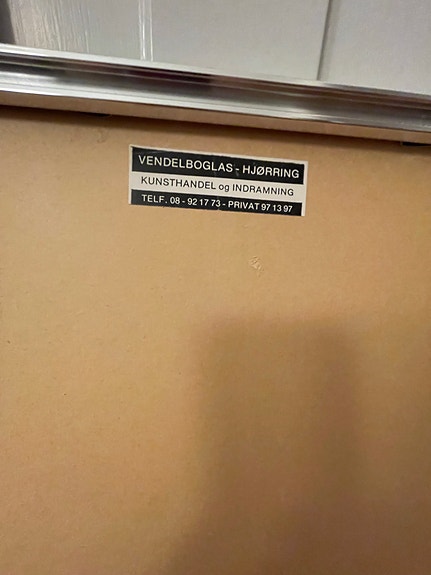 VENDELBOGLAS - HJØRRING
KUNSTHANDEL og INDRAMNING
TELF. 08 - 92 17 73 - PRIVAT 97 13 97